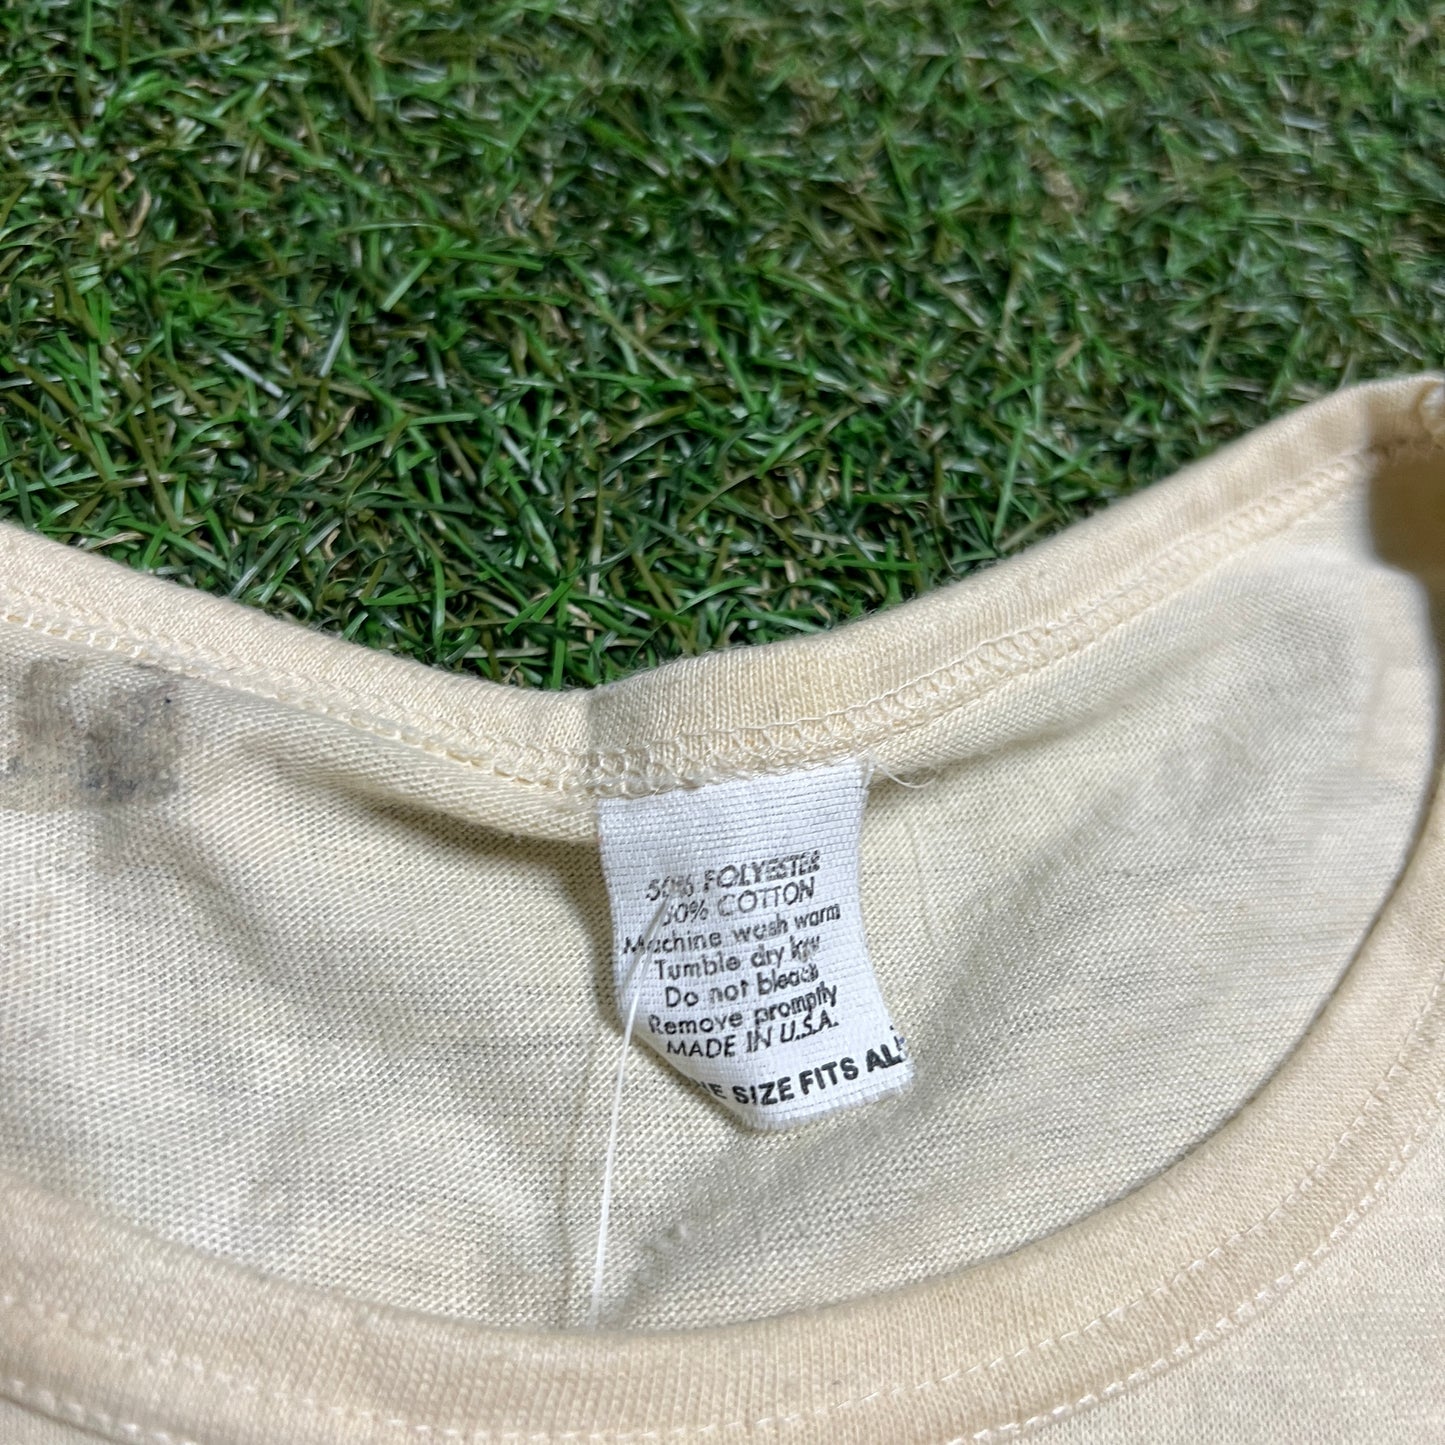 50% POLYESTER
50% COTTON
Machine wash warm
Tumble dry low
Do not bleach
Remove promptly
MADE IN U.S.A.
ONE SIZE FITS ALL